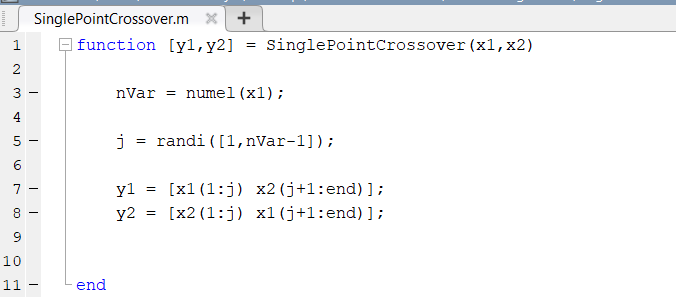 SinglePointCrossover.m
1 function [y1,y2] = SinglePointCrossover(x1,x2)
2
3 nVar = numel(x1);
4
5 j = randi([1,nVar-1]);
6
7 y1 = [x1(1:j) x2(j+1:end)];
8 y2 = [x2(1:j) x1(j+1:end)];
9
10
11 end